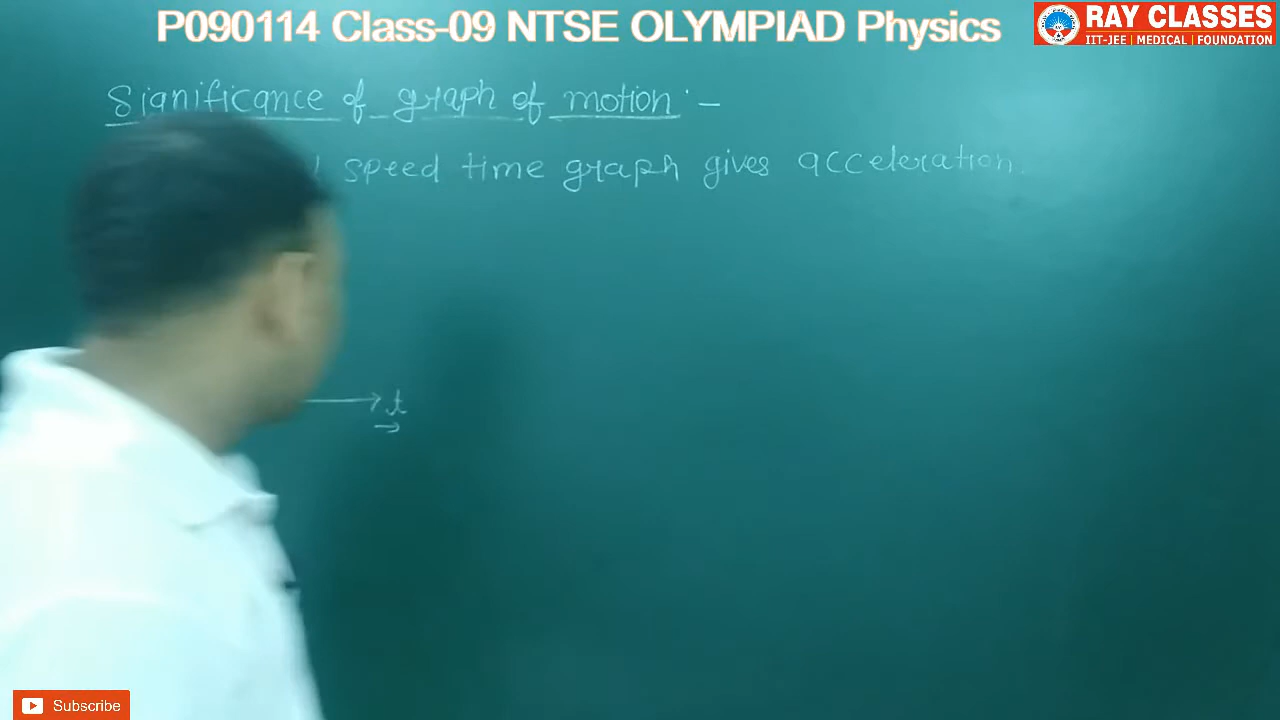 P090114 Class-09 NTSE OLYMPIAD Physics
RAY CLASSES
IIT-JEE | MEDICAL | FOUNDATION
Significance of graph of motion :-
speed time graph gives acceleration.
t
Subscribe